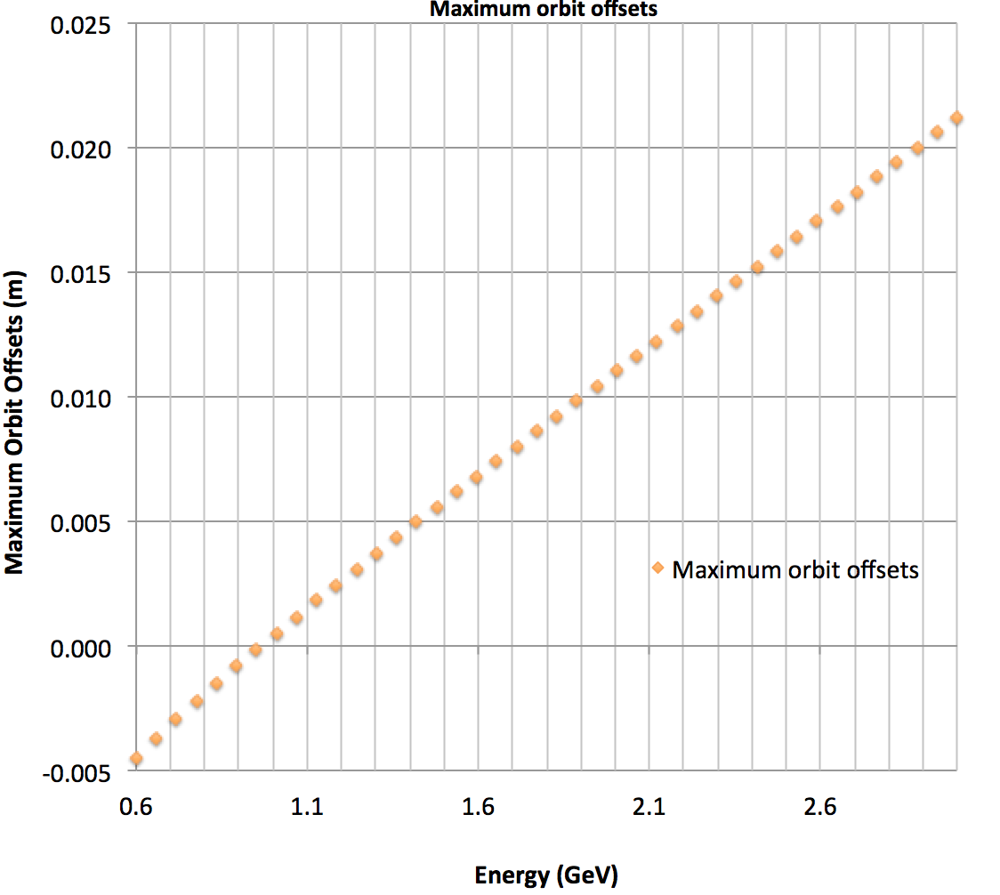 Maximum orbit offsets
0.025
0.020
0.015
0.010
0.005
0.000
-0.005
Maximum Orbit Offsets (m)
Maximum orbit offsets
0.6 1.1 1.6 2.1 2.6
Energy (GeV)